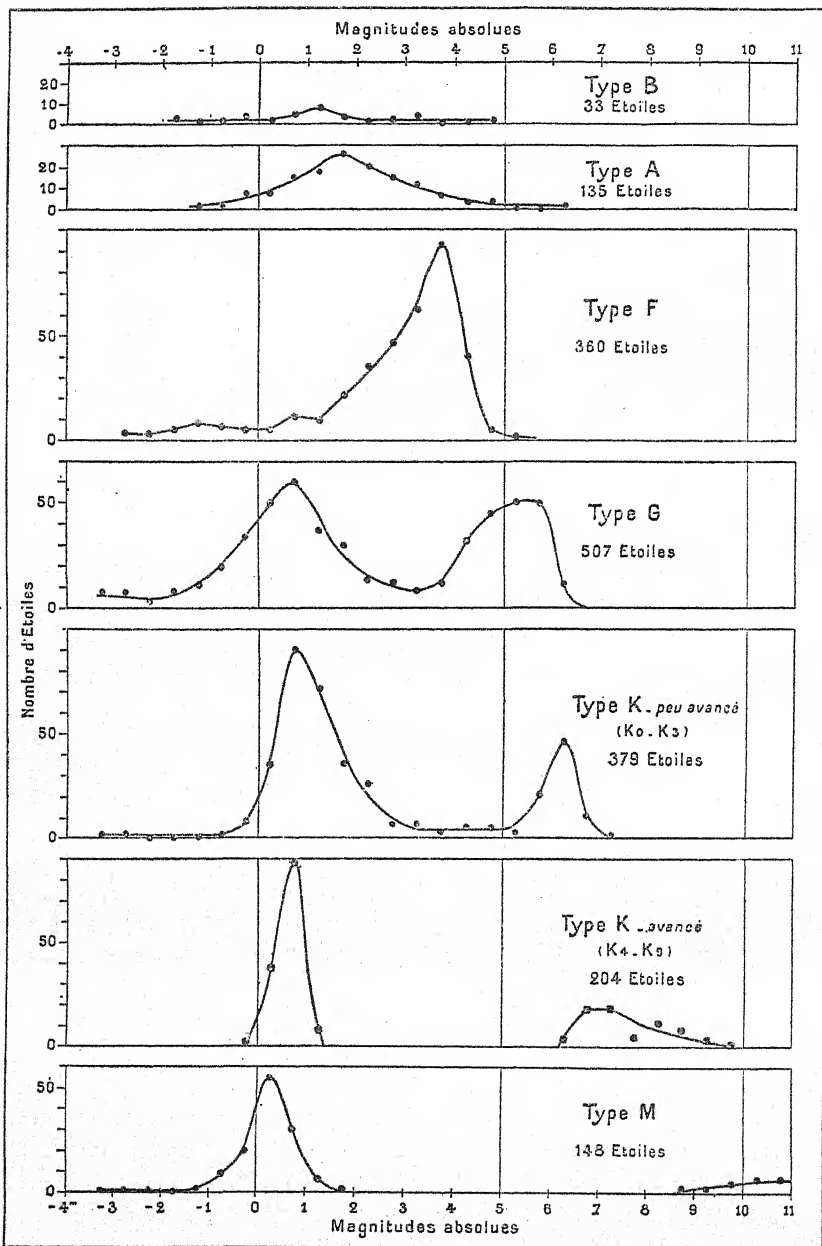 Magnitudes absolues
-4 -3 -2 -1 0 1 2 3 4 5 6 7 8 9 10 11
20
10
0
Type B
33 Etoiles
20
10
0
Type A
135 Etoiles
50
0
Type F
360 Etoiles
50
0
Type G
507 Etoiles
Nombre d'Etoiles
50
0
Type K - peu avancé
(K0 - K3)
379 Etoiles
50
0
Type K - avancé
(K4 - K9)
204 Etoiles
50
0
Type M
148 Etoiles
-4 -3 -2 -1 0 1 2 3 4 5 6 7 8 9 10 11
Magnitudes absolues